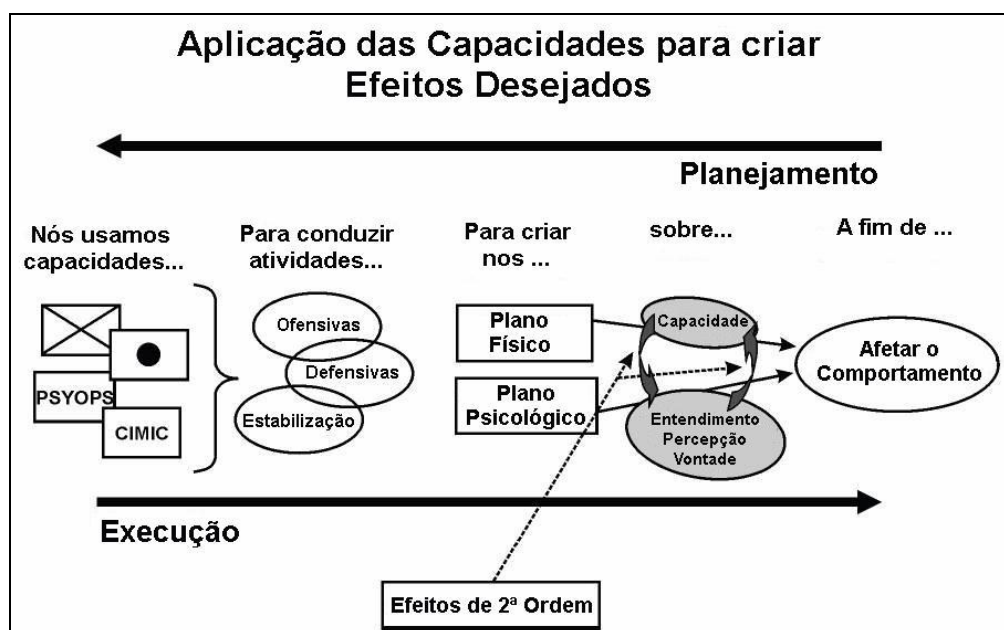 Aplicação das Capacidades para criar
Efeitos Desejados
Planejamento
Nós usamos
capacidades...
Para conduzir
atividades...
Para criar
nos ...
sobre...
A fim de ...
PSYOPS
CIMIC
Ofensivas
Defensivas
Estabilização
Plano
Físico
Plano
Psicológico
Capacidade
Entendimento
Percepção
Vontade
Afetar o
Comportamento
Execução
Efeitos de 2ª Ordem